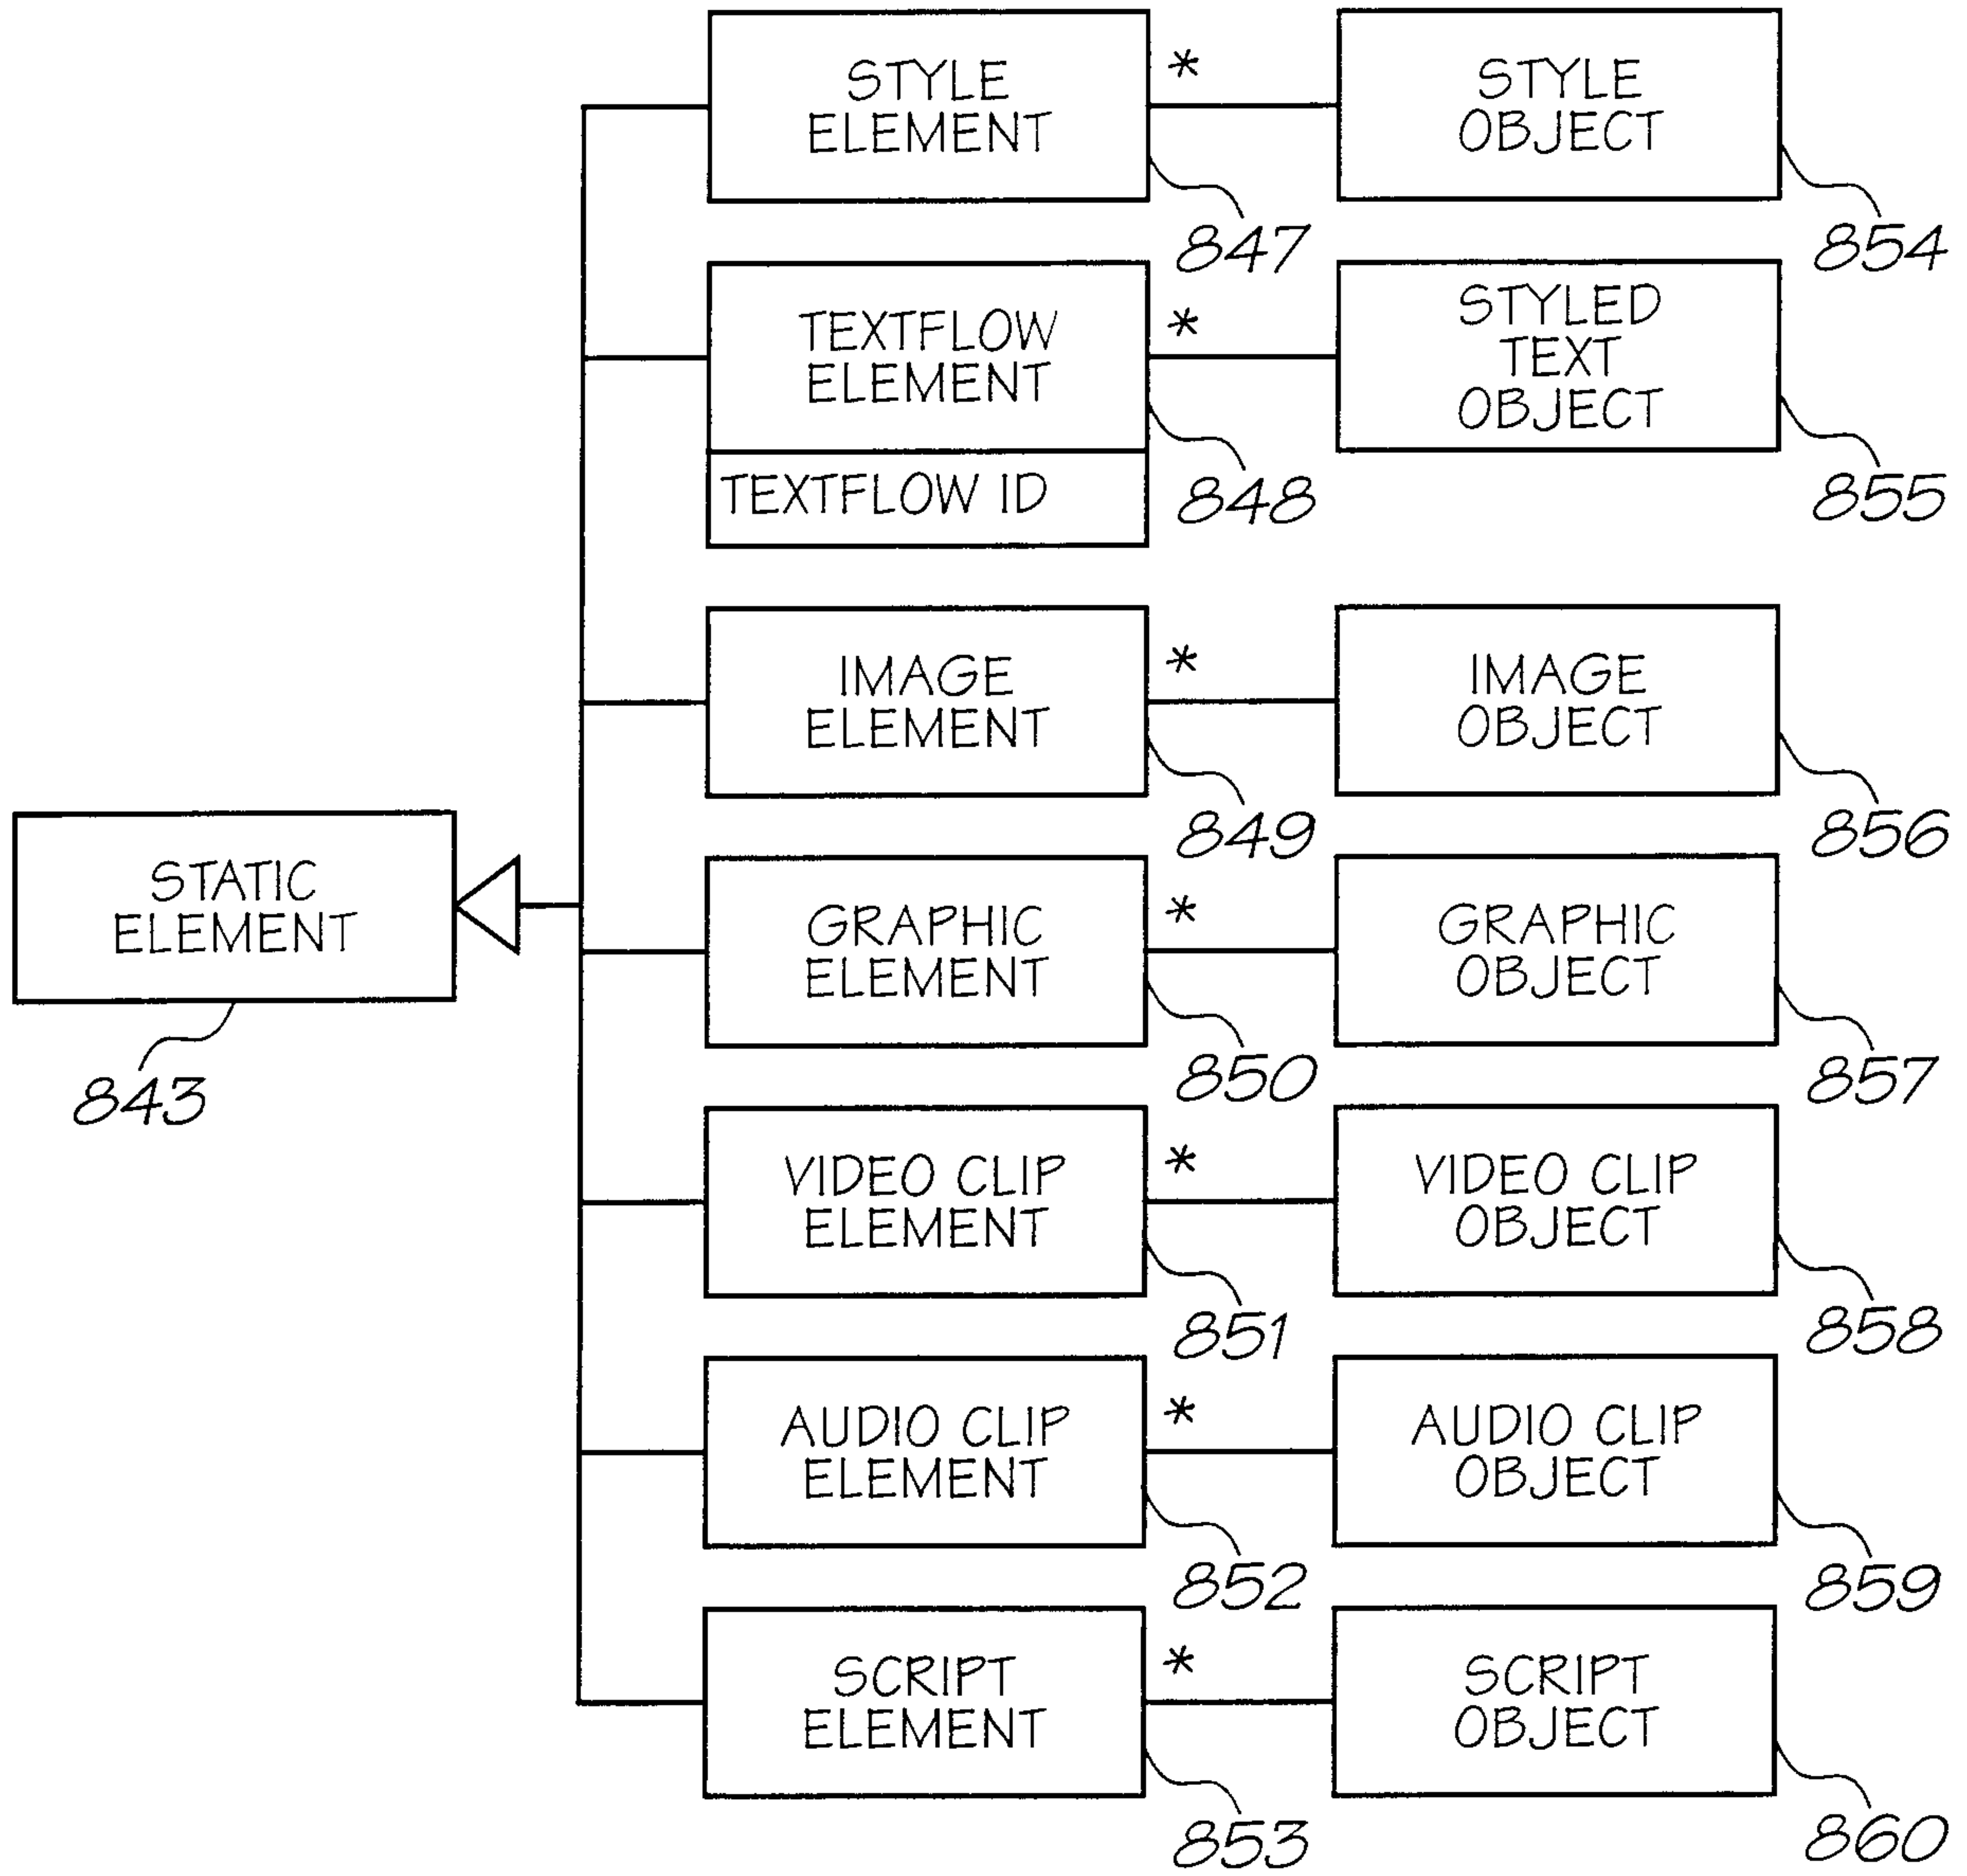 STYLE
ELEMENT
*
847
STYLE
OBJECT
854
TEXTFLOW
ELEMENT
TEXTFLOW ID
*
848
STYLED
TEXT
OBJECT
855
IMAGE
ELEMENT
*
849
IMAGE
OBJECT
856
STATIC
ELEMENT
843
GRAPHIC
ELEMENT
*
850
GRAPHIC
OBJECT
857
VIDEO CLIP
ELEMENT
*
851
VIDEO CLIP
OBJECT
858
AUDIO CLIP
ELEMENT
*
852
AUDIO CLIP
OBJECT
859
SCRIPT
ELEMENT
*
853
SCRIPT
OBJECT
860